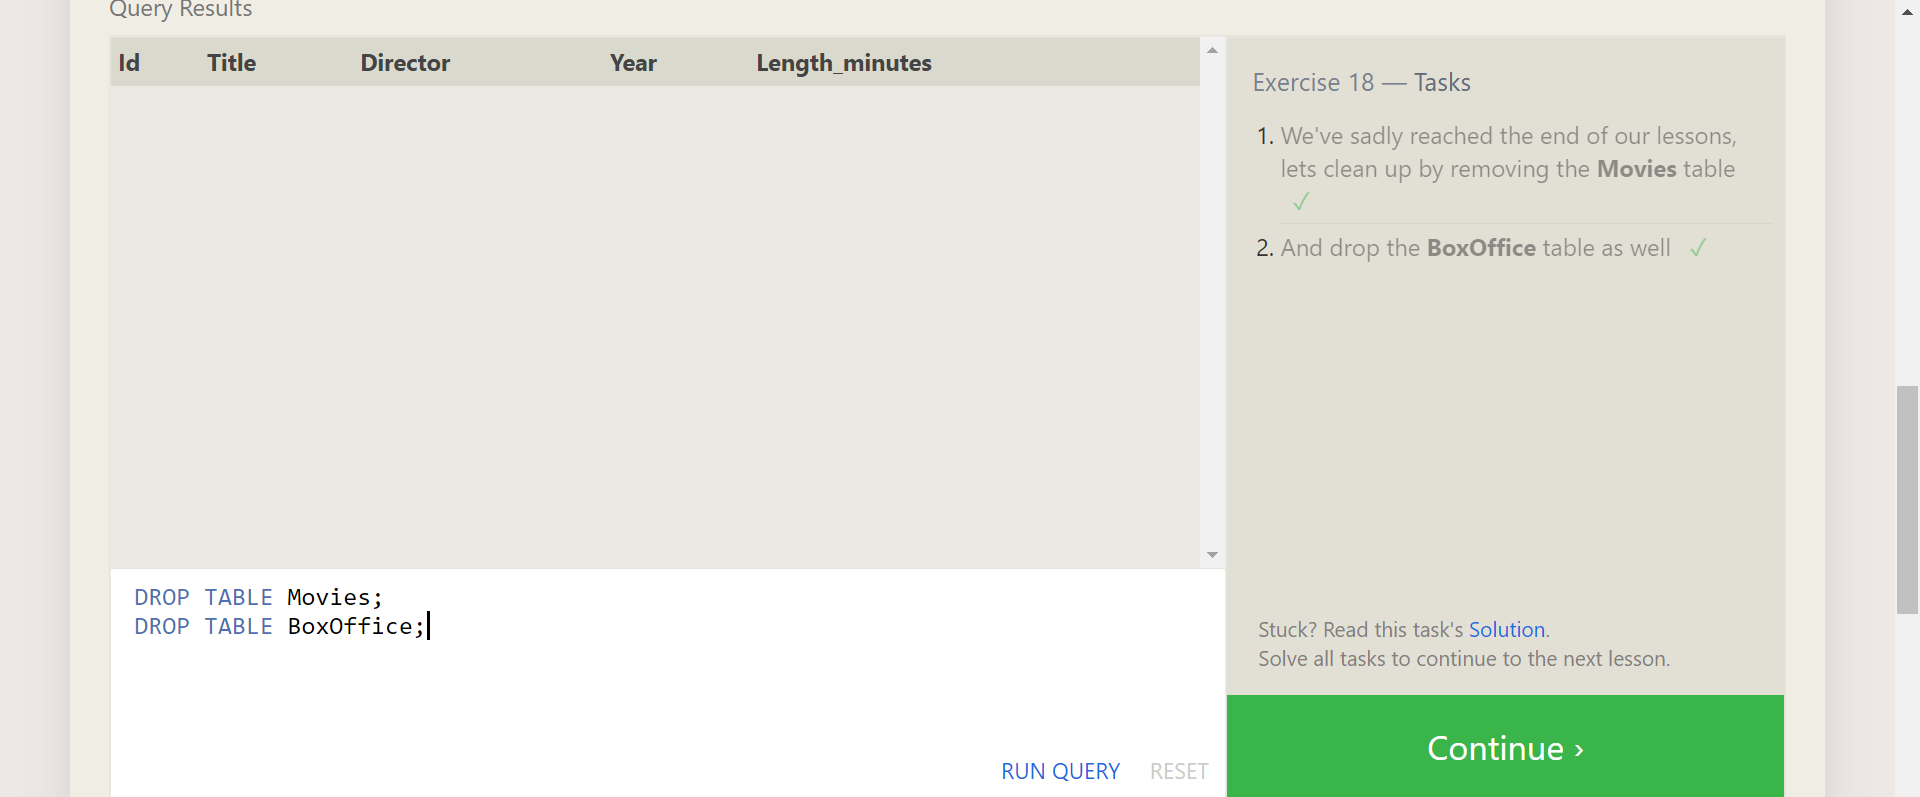 Query Results
Id Title Director Year Length_minutes
Exercise 18 — Tasks
1. We've sadly reached the end of our lessons,
lets clean up by removing the Movies table
✓
2. And drop the BoxOffice table as well ✓
DROP TABLE Movies;
DROP TABLE BoxOffice;
RUN QUERY RESET
Stuck? Read this task's Solution.
Solve all tasks to continue to the next lesson.
Continue ›